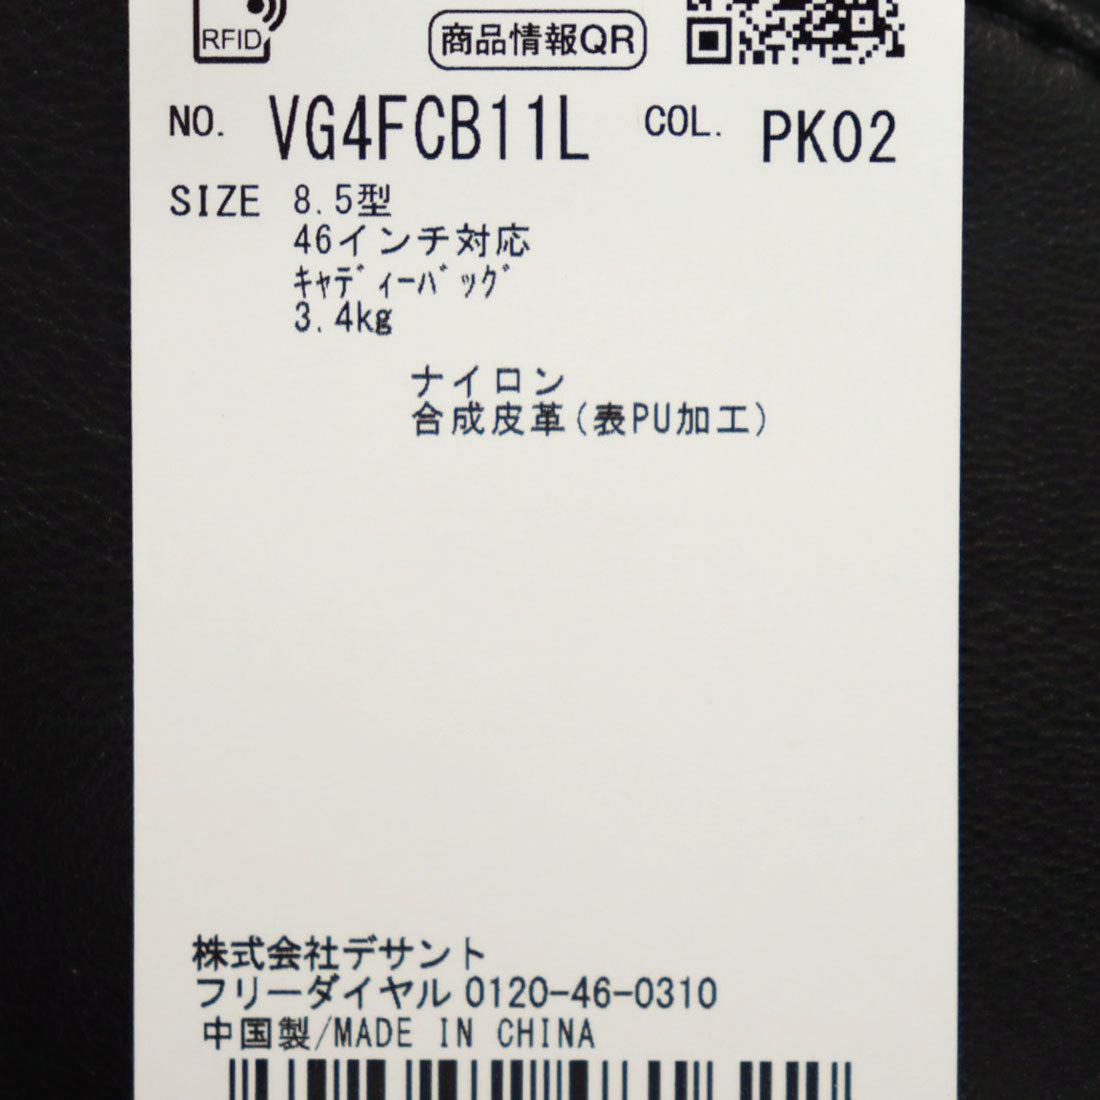 RFID
商品情報QR
NO. VG4FCB11L COL. PK02
SIZE 8.5型
46インチ対応
ｷｬﾃﾞｨｰﾊﾞｯｸﾞ
3.4kg
ナイロン
合成皮革(表PU加工)
株式会社デサント
フリーダイヤル 0120-46-0310
中国製/MADE IN CHINA